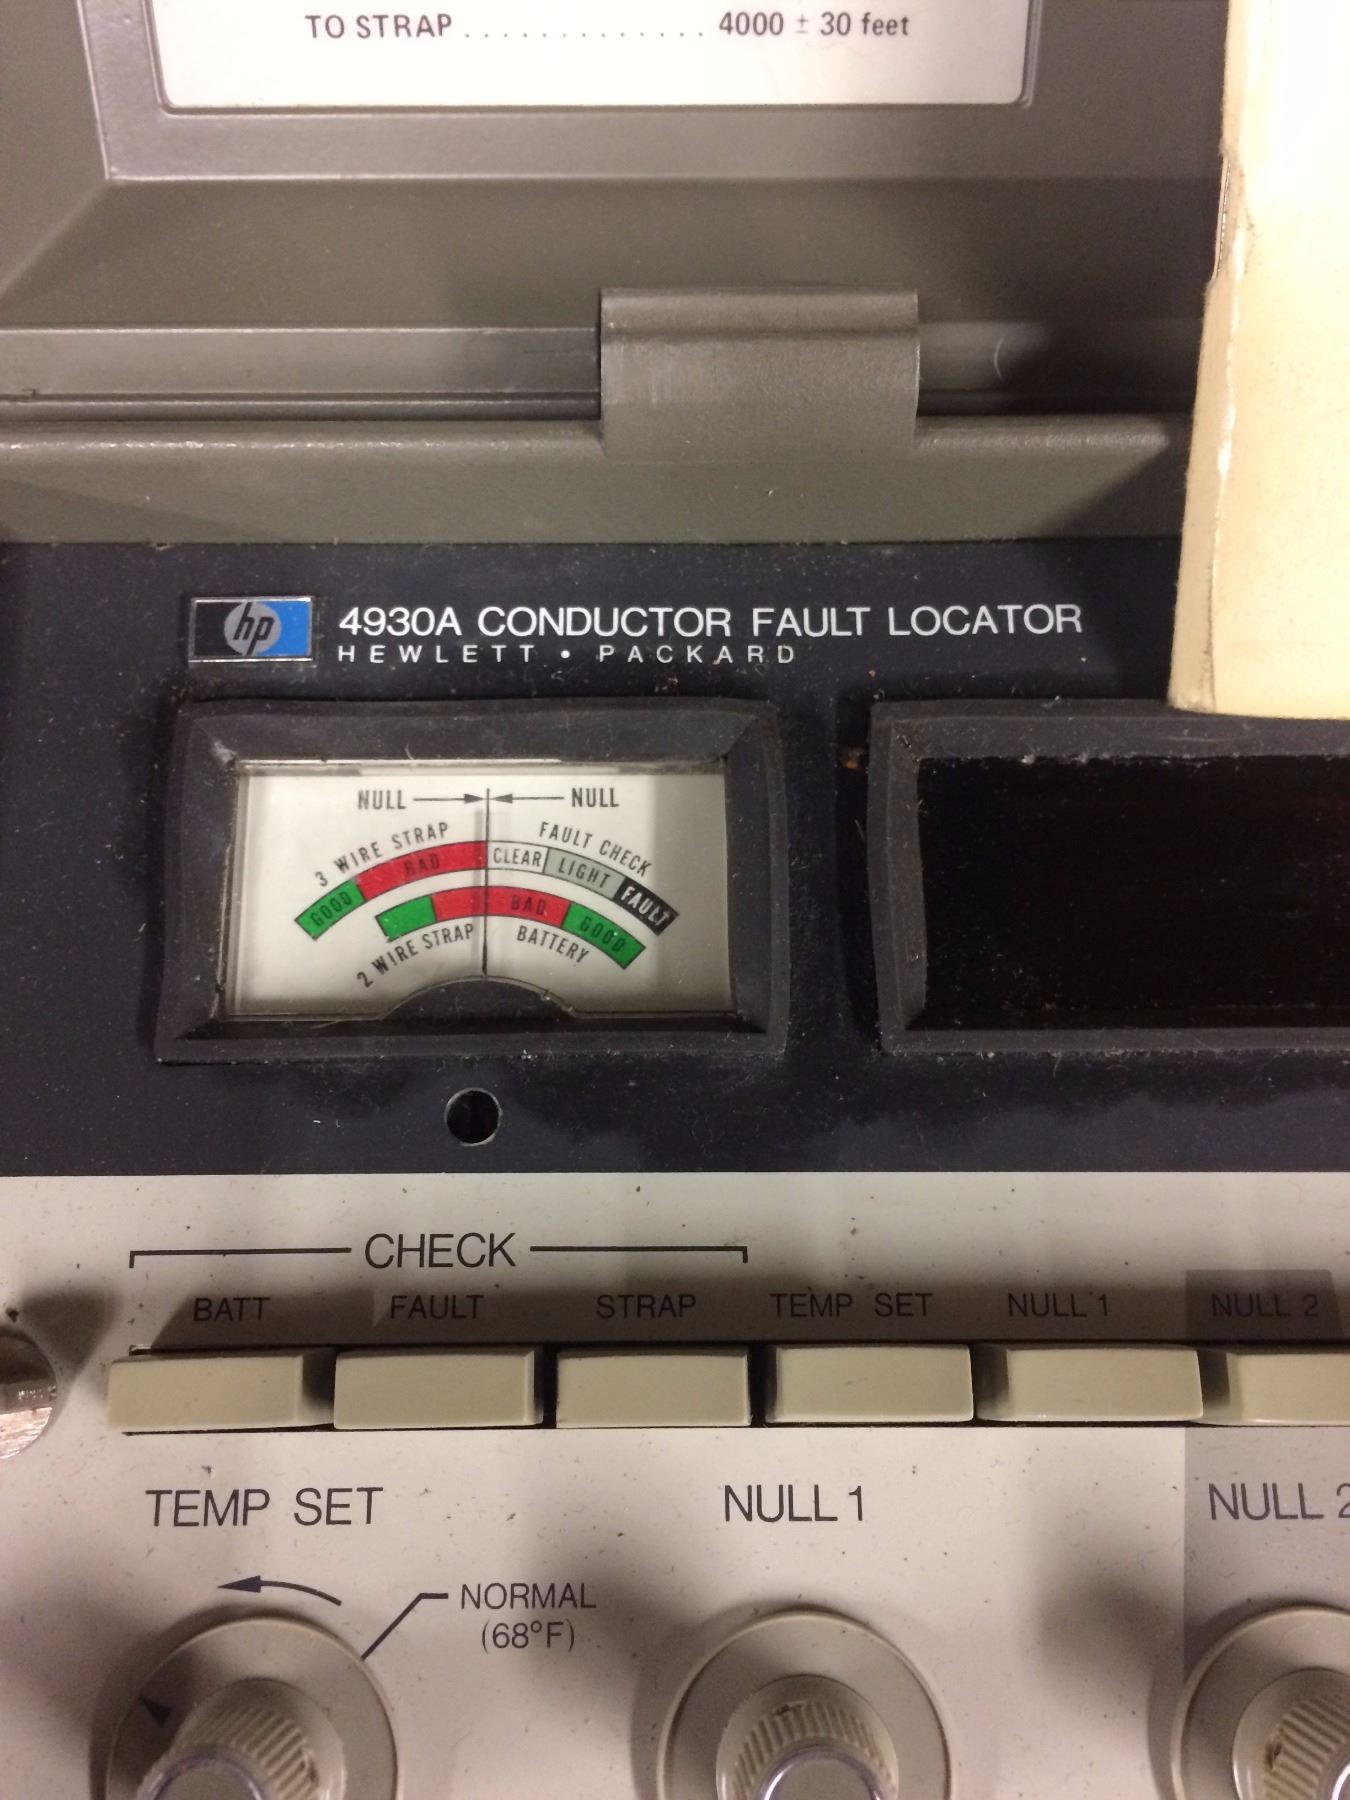 TO STRAP . . . . . . . . . . . . . 4000 ± 30 feet
hp 4930A CONDUCTOR FAULT LOCATOR
HEWLETT • PACKARD
NULL NULL
3 WIRE STRAP FAULT CHECK
GOOD BAD CLEAR LIGHT FAULT
BAD GOOD
2 WIRE STRAP BATTERY
CHECK
BATT FAULT STRAP TEMP SET NULL 1 NULL 2
TEMP SET NULL 1 NULL 2
NORMAL
(68°F)